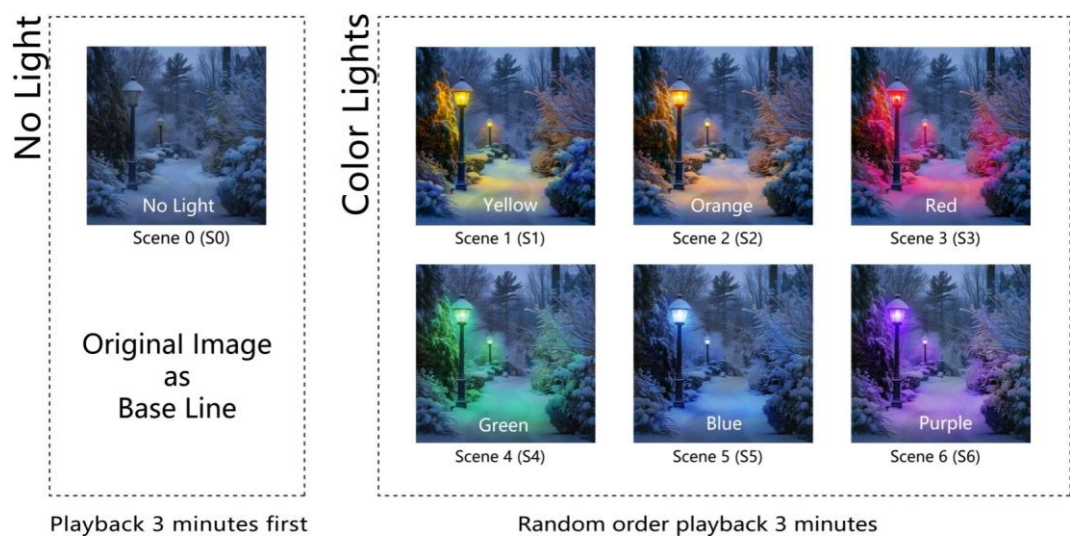 No Light
No Light
Scene 0 (S0)
Original Image
as
Base Line
Playback 3 minutes first
Color Lights
Yellow
Orange
Red
Scene 1 (S1)
Scene 2 (S2)
Scene 3 (S3)
Green
Blue
Purple
Scene 4 (S4)
Scene 5 (S5)
Scene 6 (S6)
Random order playback 3 minutes